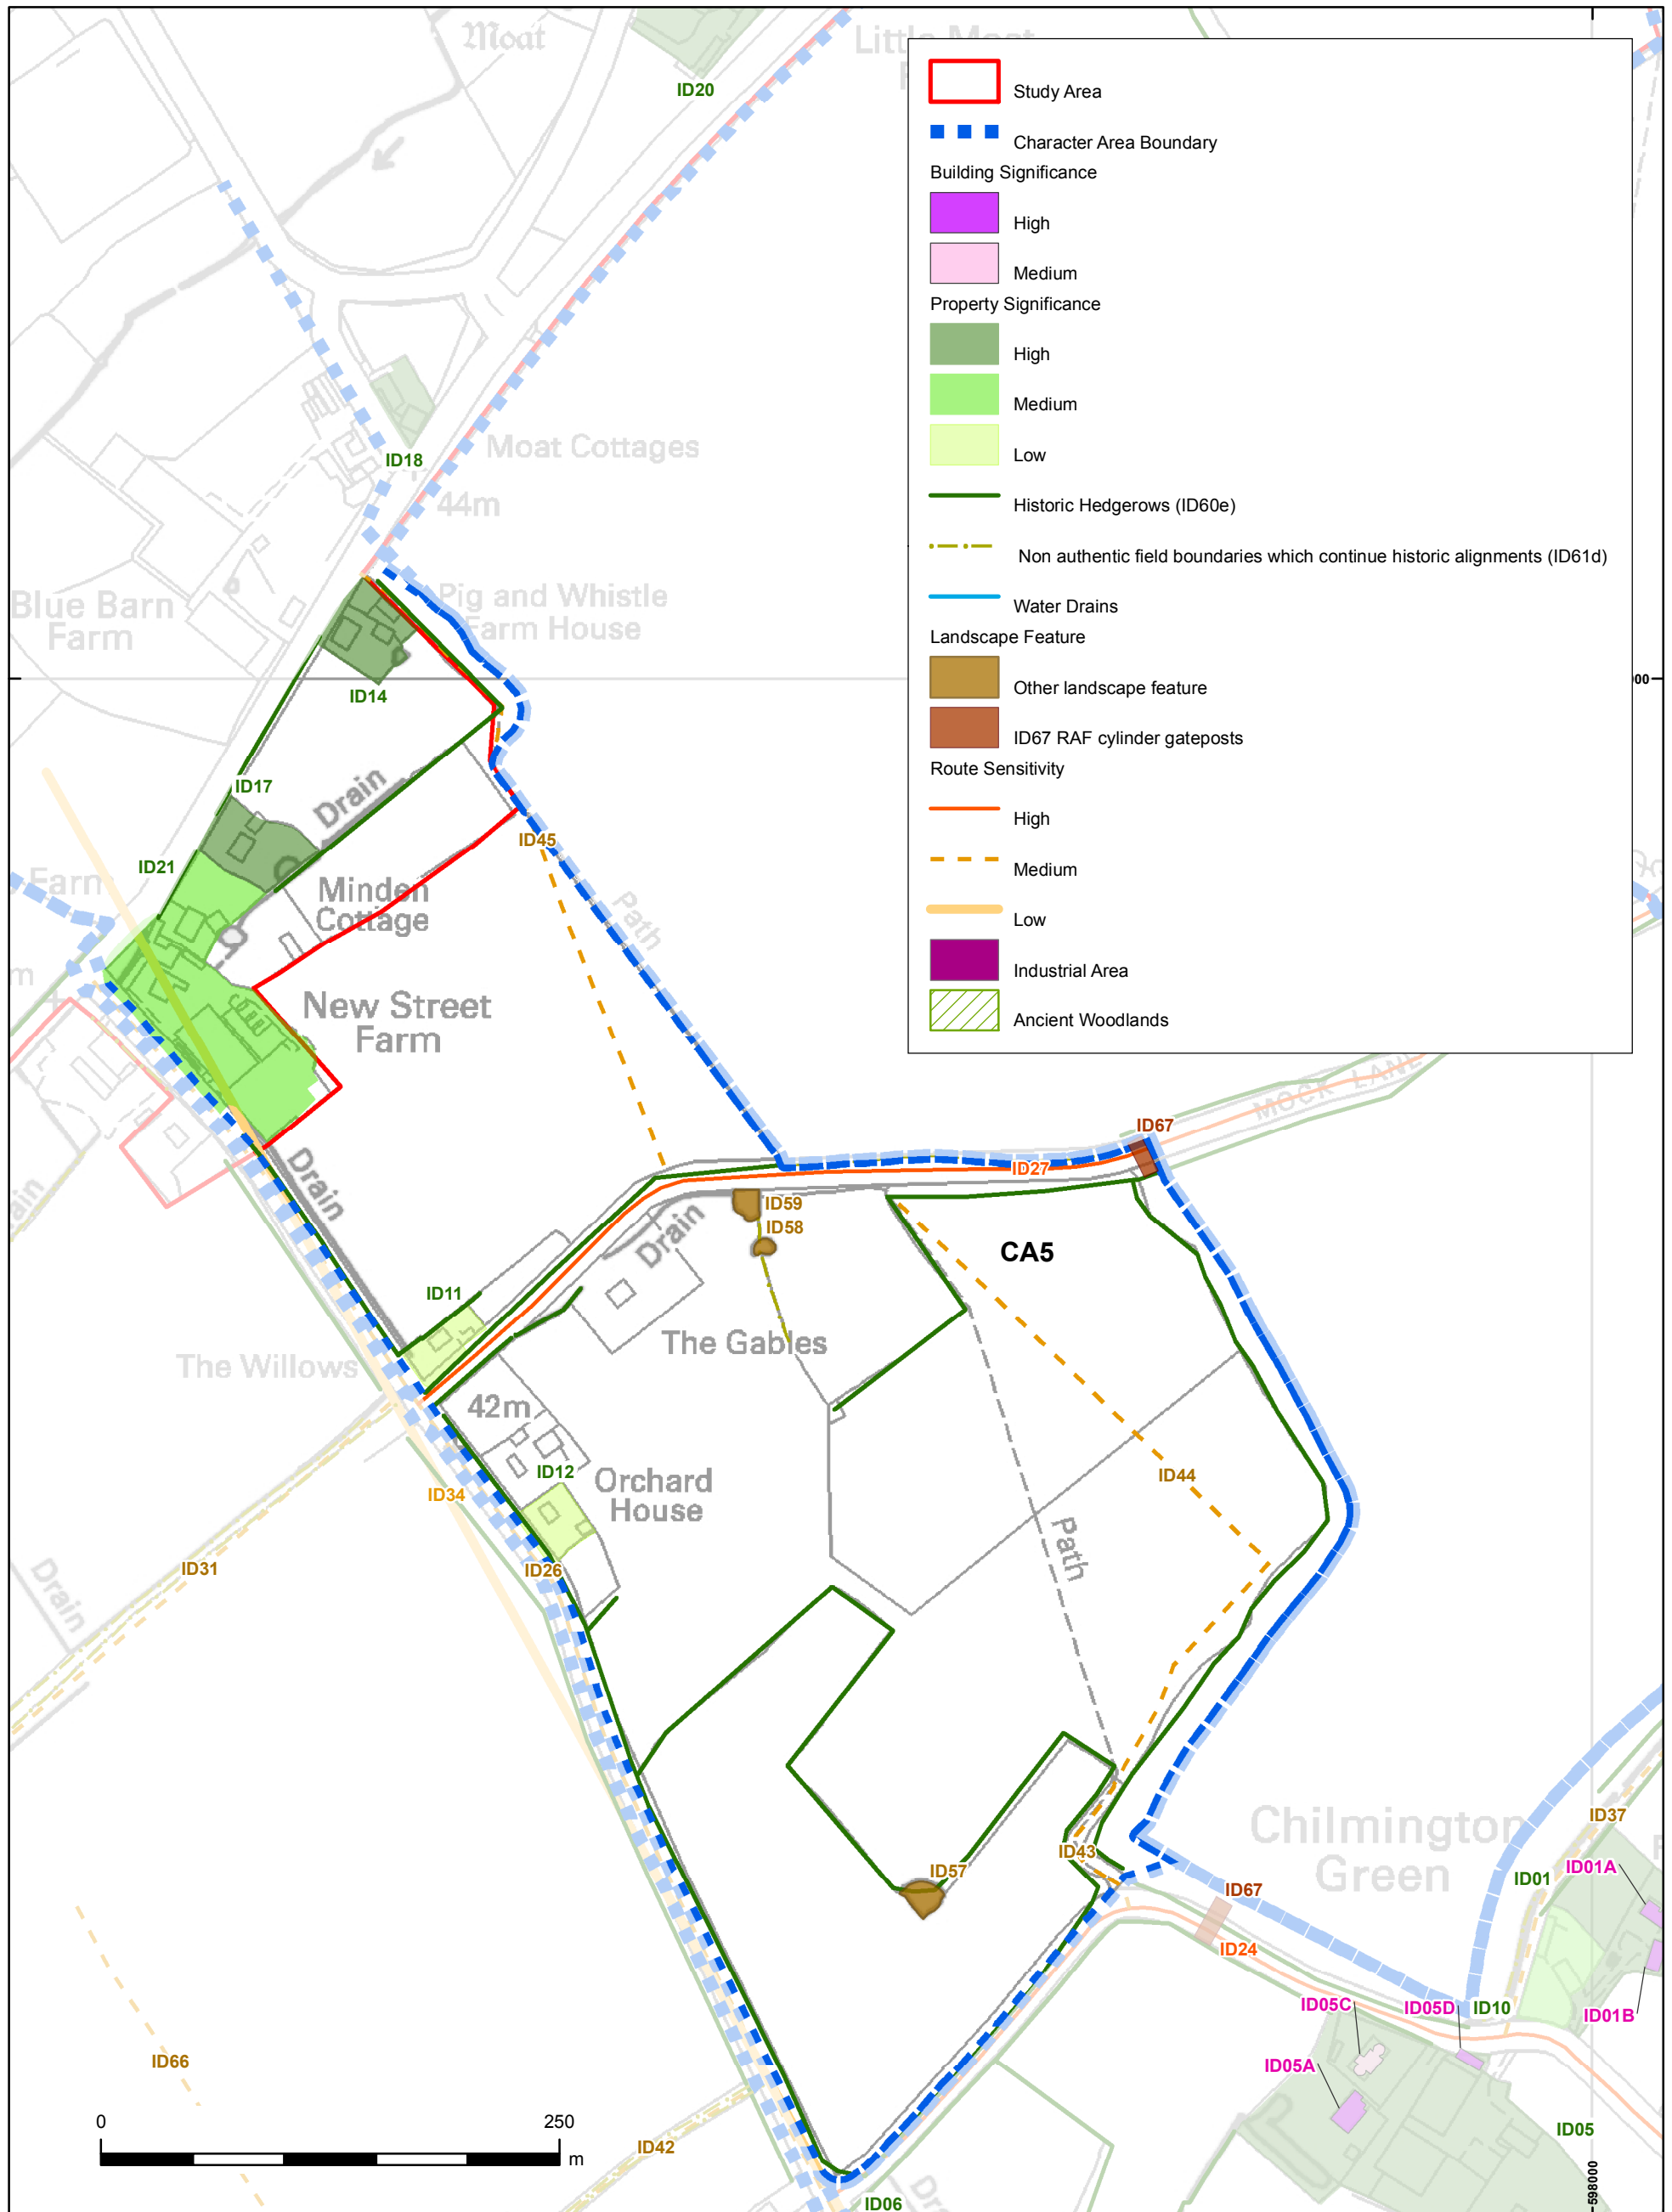 Moat
Little Moat
ID20
Study Area
Character Area Boundary
Building Significance
High
Medium
Property Significance
High
Medium
Low
Historic Hedgerows (ID60e)
Non authentic field boundaries which continue historic alignments (ID61d)
Water Drains
Landscape Feature
Other landscape feature
ID67 RAF cylinder gateposts
Route Sensitivity
High
Medium
Low
Industrial Area
Ancient Woodlands
Moat Cottages
ID18
44m
Blue Barn
Farm
Pig and Whistle
Farm House
ID14
ID17
Drain
ID45
ID21
Farm
Minden
Cottage
Path
New Street
Farm
MOCK LANE
ID67
ID27
Drain
ID59
ID58
Drain
CA5
ID11
The Gables
The Willows
42m
ID12
Orchard
House
ID44
ID34
Path
ID31
ID26
Drain
Chilmington
Green
ID37
ID43
ID57
ID01A
ID01
ID67
ID24
ID05C
ID05D
ID10
ID01B
ID05A
ID66
ID05
0
250
m
ID42
598000
ID06